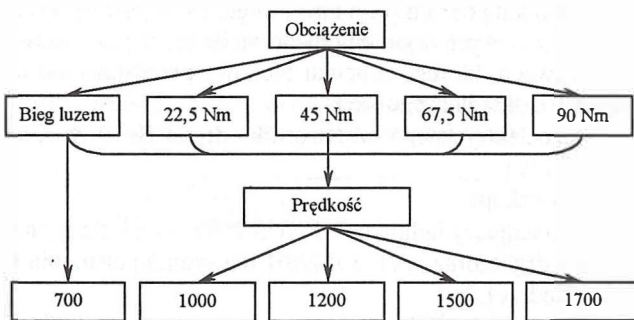 Obciążenie
Bieg luzem
22,5 Nm
45 Nm
67,5 Nm
90 Nm
Prędkość
700
1000
1200
1500
1700